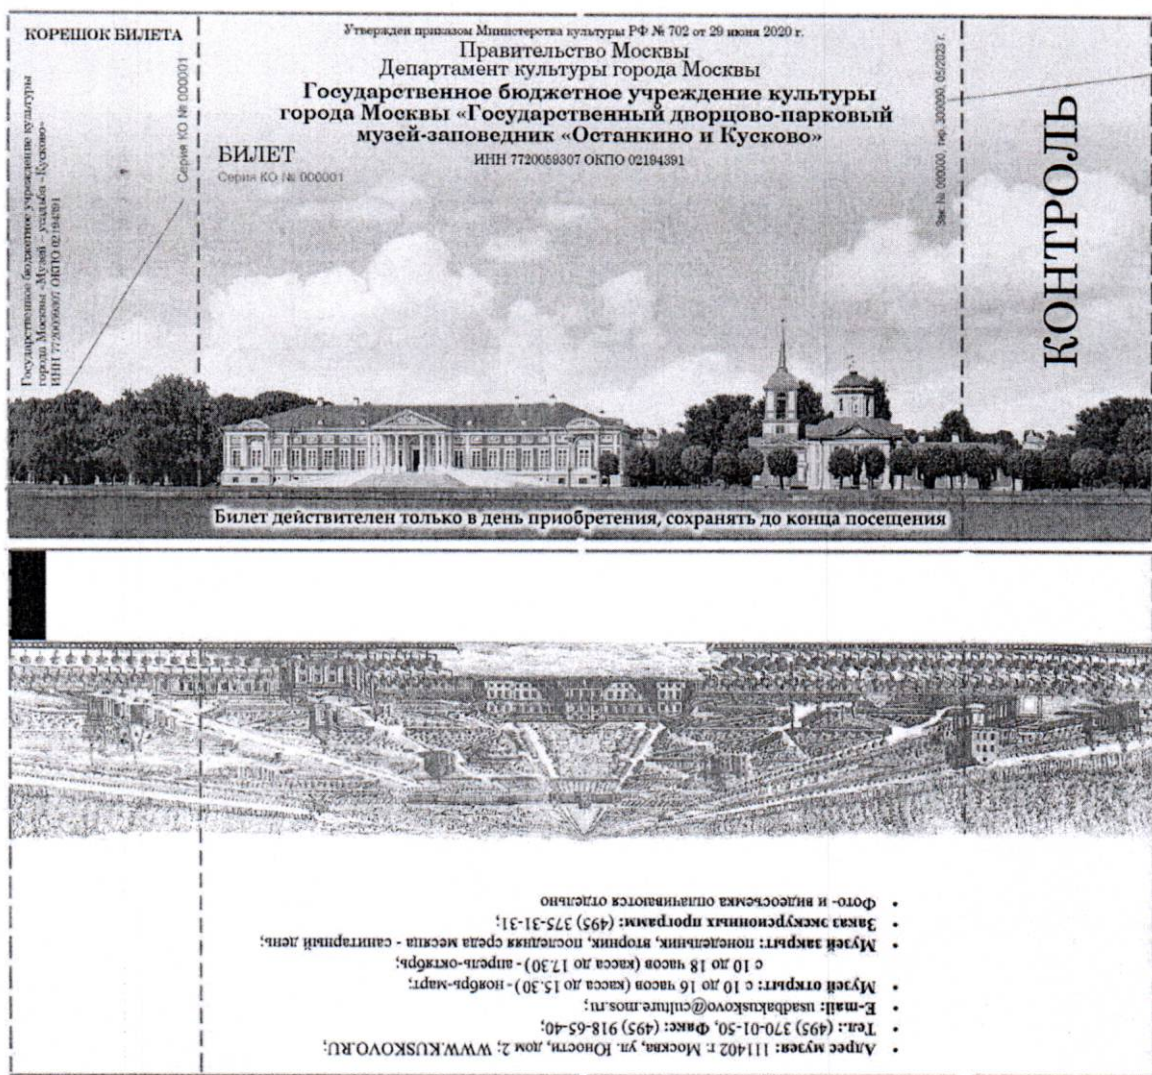 КОРЕШОК БИЛЕТА
Государственное бюджетное учреждение культуры
города Москвы «Музей – усадьба «Кусково»
ИНН 7720059307 ОКПО 02194391
Серия КО № 000001
Утвержден приказом Министерства культуры РФ № 702 от 29 июня 2020 г.
Правительство Москвы
Департамент культуры города Москвы
Государственное бюджетное учреждение культуры
города Москвы «Государственный дворцово-парковый
музей-заповедник «Останкино и Кусково»
ИНН 7720059307 ОКПО 02194391
БИЛЕТ
Серия КО № 000001
Зак. № 000000, тир. 300000, 05/2023 г.
КОНТРОЛЬ
Билет действителен только в день приобретения, сохранять до конца посещения
• Адрес музея: 111402 г. Москва, ул. Юности, дом 2; WWW.KUSKOVO.RU;
• Тел.: (495) 370-01-50, Факс: (495) 918-65-40;
• E-mail: usadbakuskovo@culture.mos.ru;
• Музей открыт: с 10 до 16 часов (касса до 15.30) - ноябрь-март;
с 10 до 18 часов (касса до 17.30) - апрель-октябрь;
• Музей закрыт: понедельник, вторник, последняя среда месяца - санитарный день;
• Заказ экскурсионных программ: (495) 375-31-31;
• Фото- и видеосъемка оплачиваются отдельно